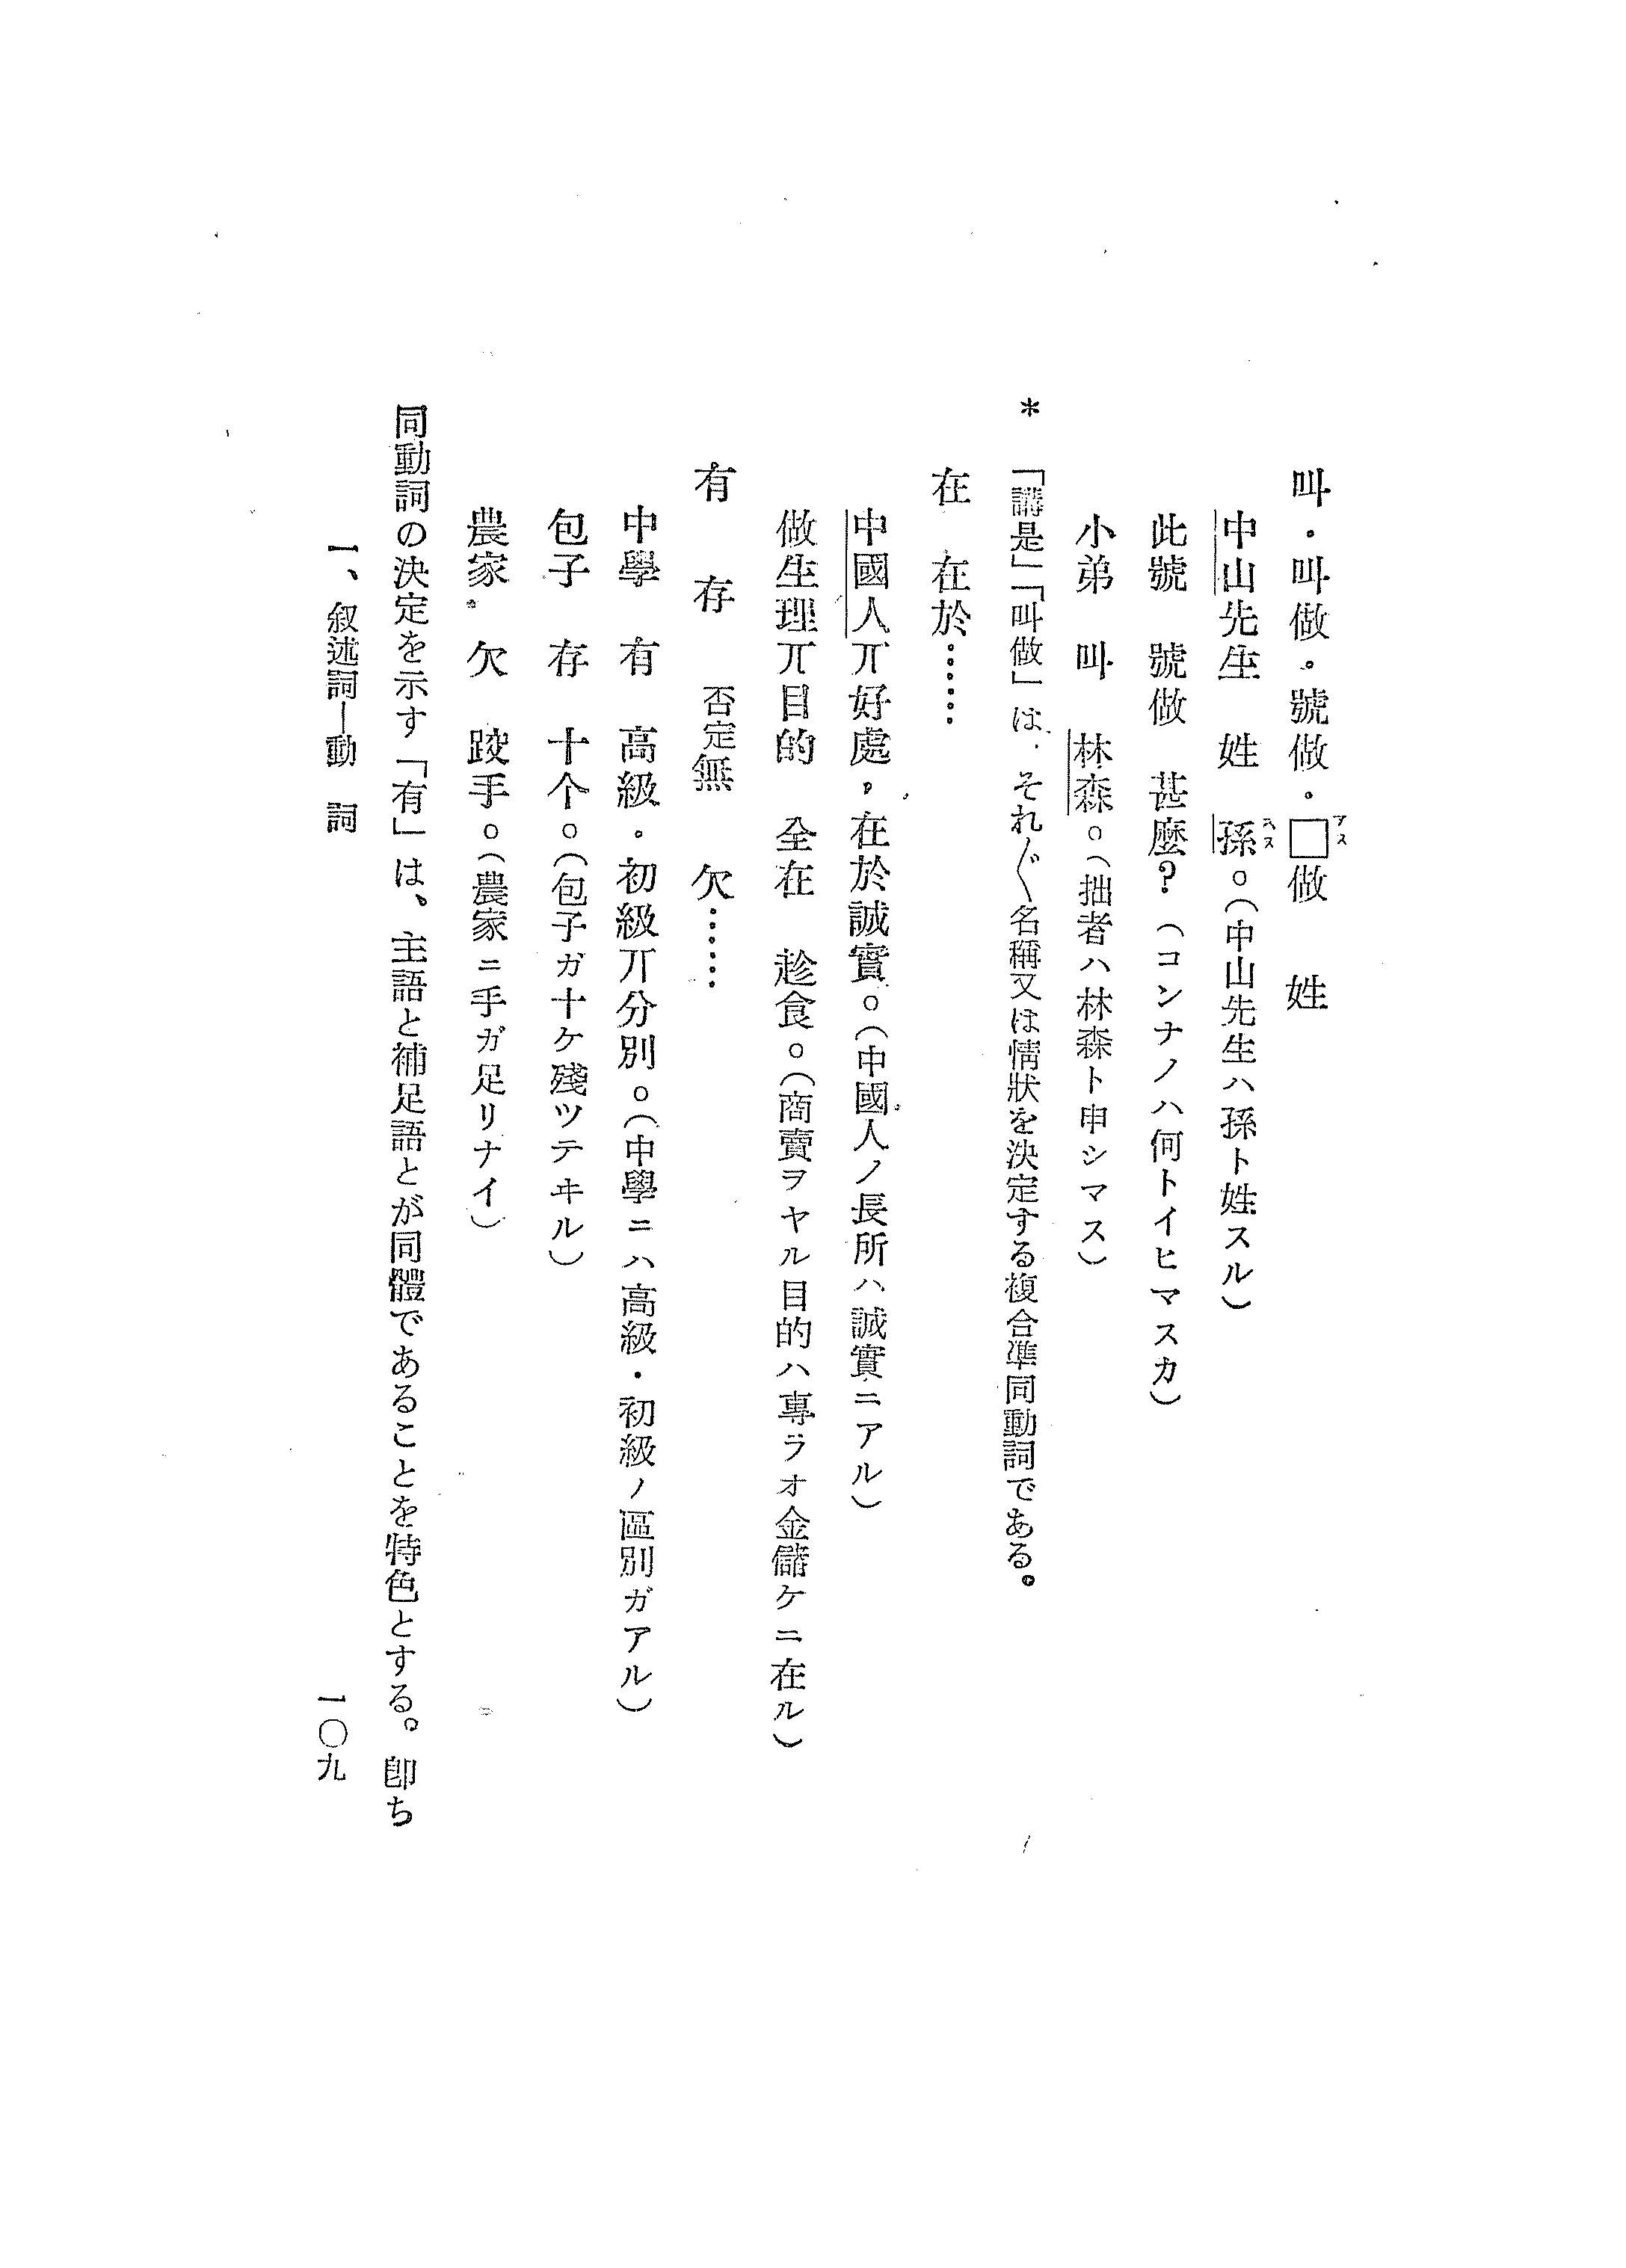 叫・叫做。號做・□做　姓
アス
中山先生　姓　孫。(中山先生ハ孫ト姓スル)
此號　號做　甚麼？(コンナノハ何トイヒマスカ)
小弟　叫　林森。(拙者ハ林森ト申シマス)
＊「講是」「叫做」は、それ〴〵名稱又は情狀を決定する複合準同動詞である。
在　在於……
中國人丌好處，在於誠實。(中國人ノ長所ハ誠實ニアル)
做生理丌目的　全在　趁食。(商賣ヲヤル目的ハ專ラオ金儲ケニ在ル)
有　存　否定無　欠……
中學　有　高級。初級丌分別。(中學ニハ高級・初級ノ區別ガアル)
包子　存　十个。(包子ガ十ケ殘ツテヰル)
農家　欠　跤手。(農家ニ手ガ足リナイ)
同動詞の決定を示す「有」は、主語と補足語とが同體であることを特色とする。卽ち
一、叙述詞—動　詞
一〇九